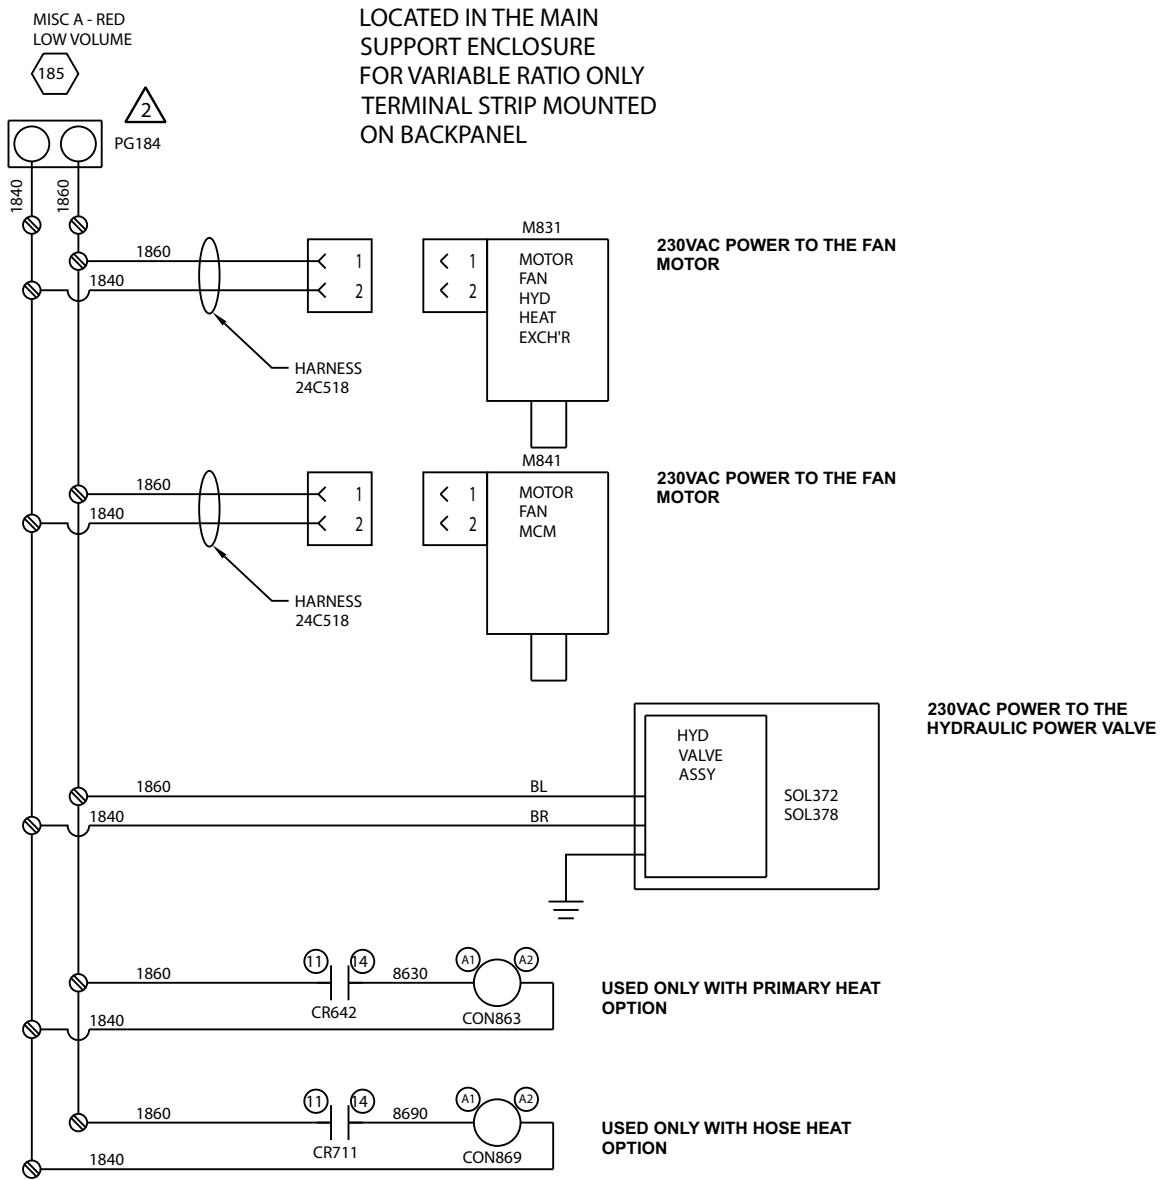 MISC A - RED
LOW VOLUME
185
2
PG184
LOCATED IN THE MAIN
SUPPORT ENCLOSURE
FOR VARIABLE RATIO ONLY
TERMINAL STRIP MOUNTED
ON BACKPANEL
1840
1860
1860
1840
HARNESS
24C518
1
2
1
2
M831
MOTOR
FAN
HYD
HEAT
EXCH'R
230VAC POWER TO THE FAN
MOTOR
1860
1840
HARNESS
24C518
1
2
1
2
M841
MOTOR
FAN
MCM
230VAC POWER TO THE FAN
MOTOR
1860
1840
BL
BR
HYD
VALVE
ASSY
SOL372
SOL378
230VAC POWER TO THE
HYDRAULIC POWER VALVE
1860
11
14
CR642
8630
A1
A2
CON863
1840
USED ONLY WITH PRIMARY HEAT
OPTION
1860
11
14
CR711
8690
A1
A2
CON869
1840
USED ONLY WITH HOSE HEAT
OPTION